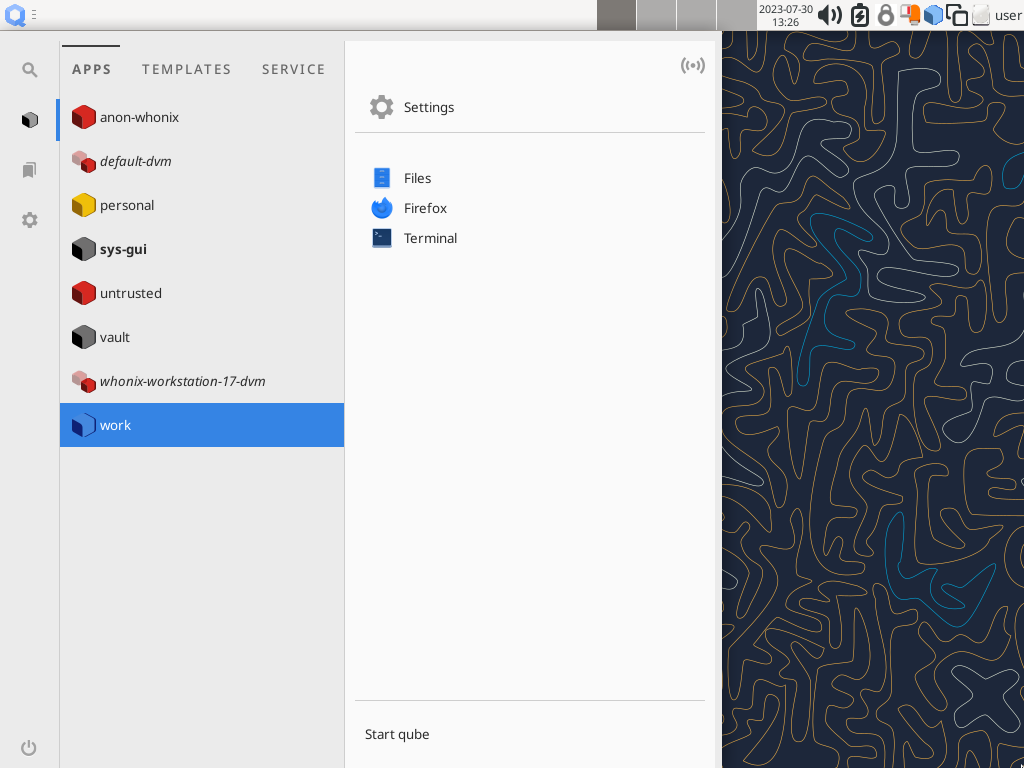 2023-07-30
13:26
user
APPS TEMPLATES SERVICE
anon-whonix
default-dvm
personal
sys-gui
untrusted
vault
whonix-workstation-17-dvm
work
Settings
Files
Firefox
Terminal
Start qube